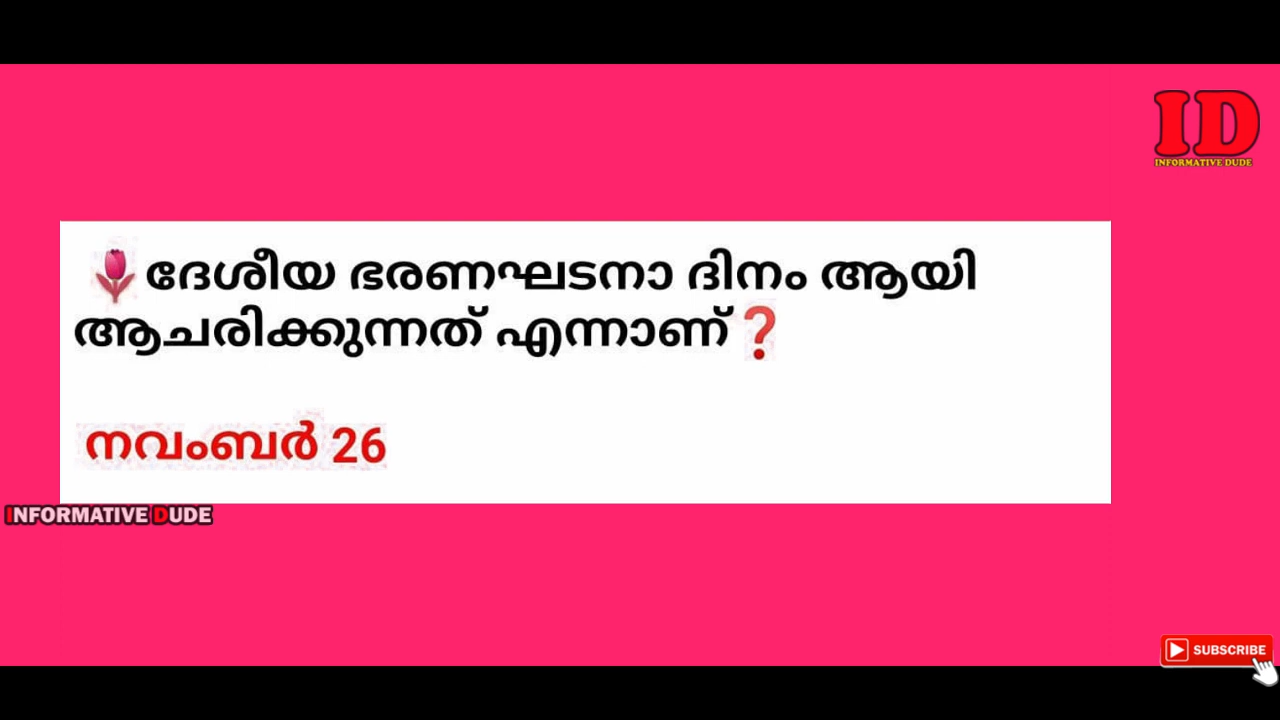 ID
INFORMATIVE DUDE
🌷ദേശീയ ഭരണഘടനാ ദിനം ആയി
ആചരിക്കുന്നത് എന്നാണ്❓
നവംബർ 26
INFORMATIVE DUDE
SUBSCRIBE